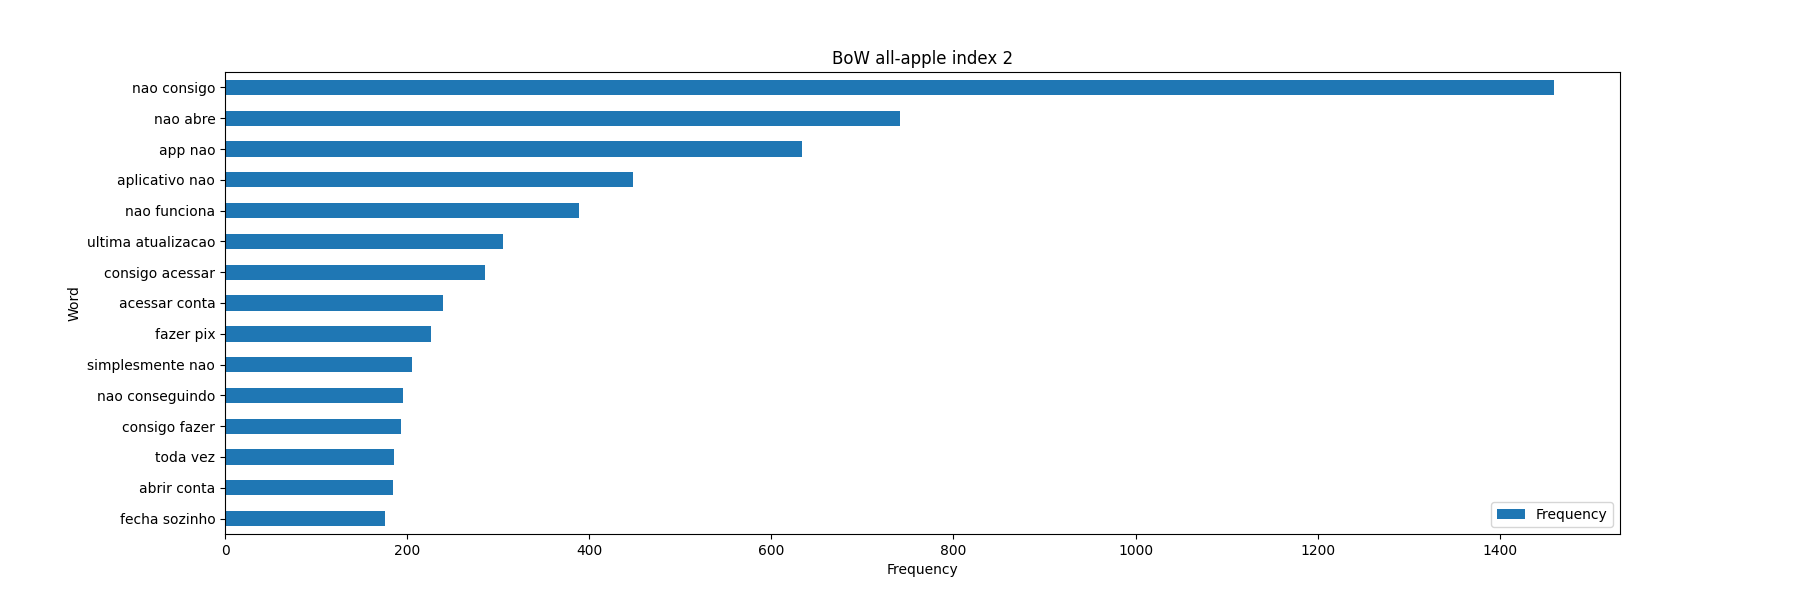 BoW all-apple index 2
nao consigo
nao abre
app nao
aplicativo nao
nao funciona
ultima atualizacao
consigo acessar
acessar conta
fazer pix
simplesmente nao
nao conseguindo
consigo fazer
toda vez
abrir conta
fecha sozinho
Word
Frequency
0 200 400 600 800 1000 1200 1400
Frequency